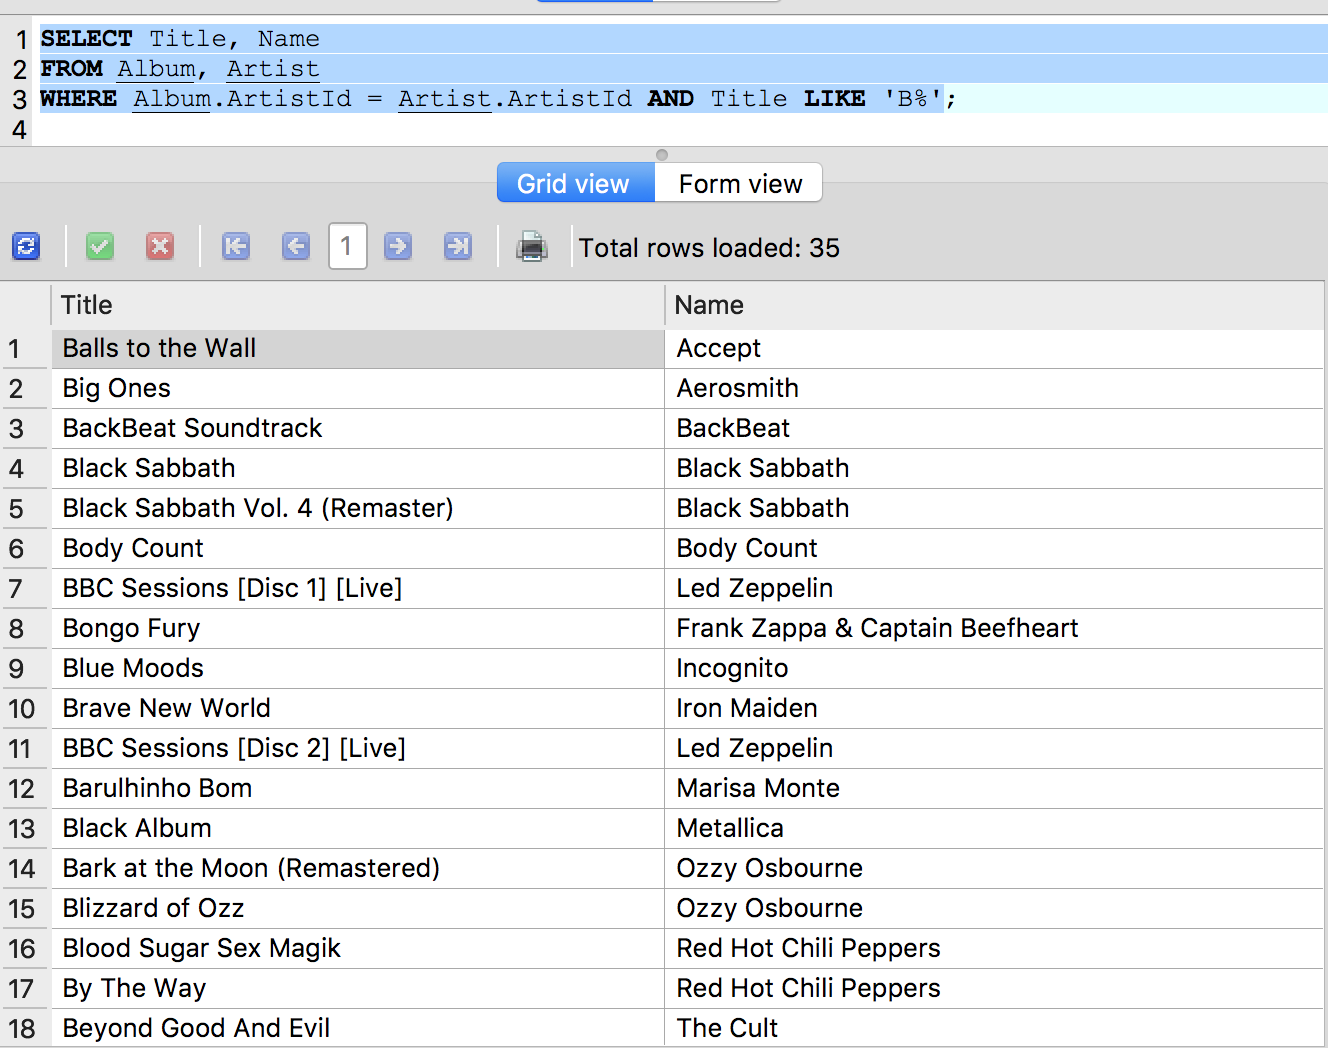 1 SELECT Title, Name
2 FROM Album, Artist
3 WHERE Album.ArtistId = Artist.ArtistId AND Title LIKE 'B%';
4
Grid view Form view
1 Total rows loaded: 35
Title Name
1 Balls to the Wall Accept
2 Big Ones Aerosmith
3 BackBeat Soundtrack BackBeat
4 Black Sabbath Black Sabbath
5 Black Sabbath Vol. 4 (Remaster) Black Sabbath
6 Body Count Body Count
7 BBC Sessions [Disc 1] [Live] Led Zeppelin
8 Bongo Fury Frank Zappa & Captain Beefheart
9 Blue Moods Incognito
10 Brave New World Iron Maiden
11 BBC Sessions [Disc 2] [Live] Led Zeppelin
12 Barulhinho Bom Marisa Monte
13 Black Album Metallica
14 Bark at the Moon (Remastered) Ozzy Osbourne
15 Blizzard of Ozz Ozzy Osbourne
16 Blood Sugar Sex Magik Red Hot Chili Peppers
17 By The Way Red Hot Chili Peppers
18 Beyond Good And Evil The Cult